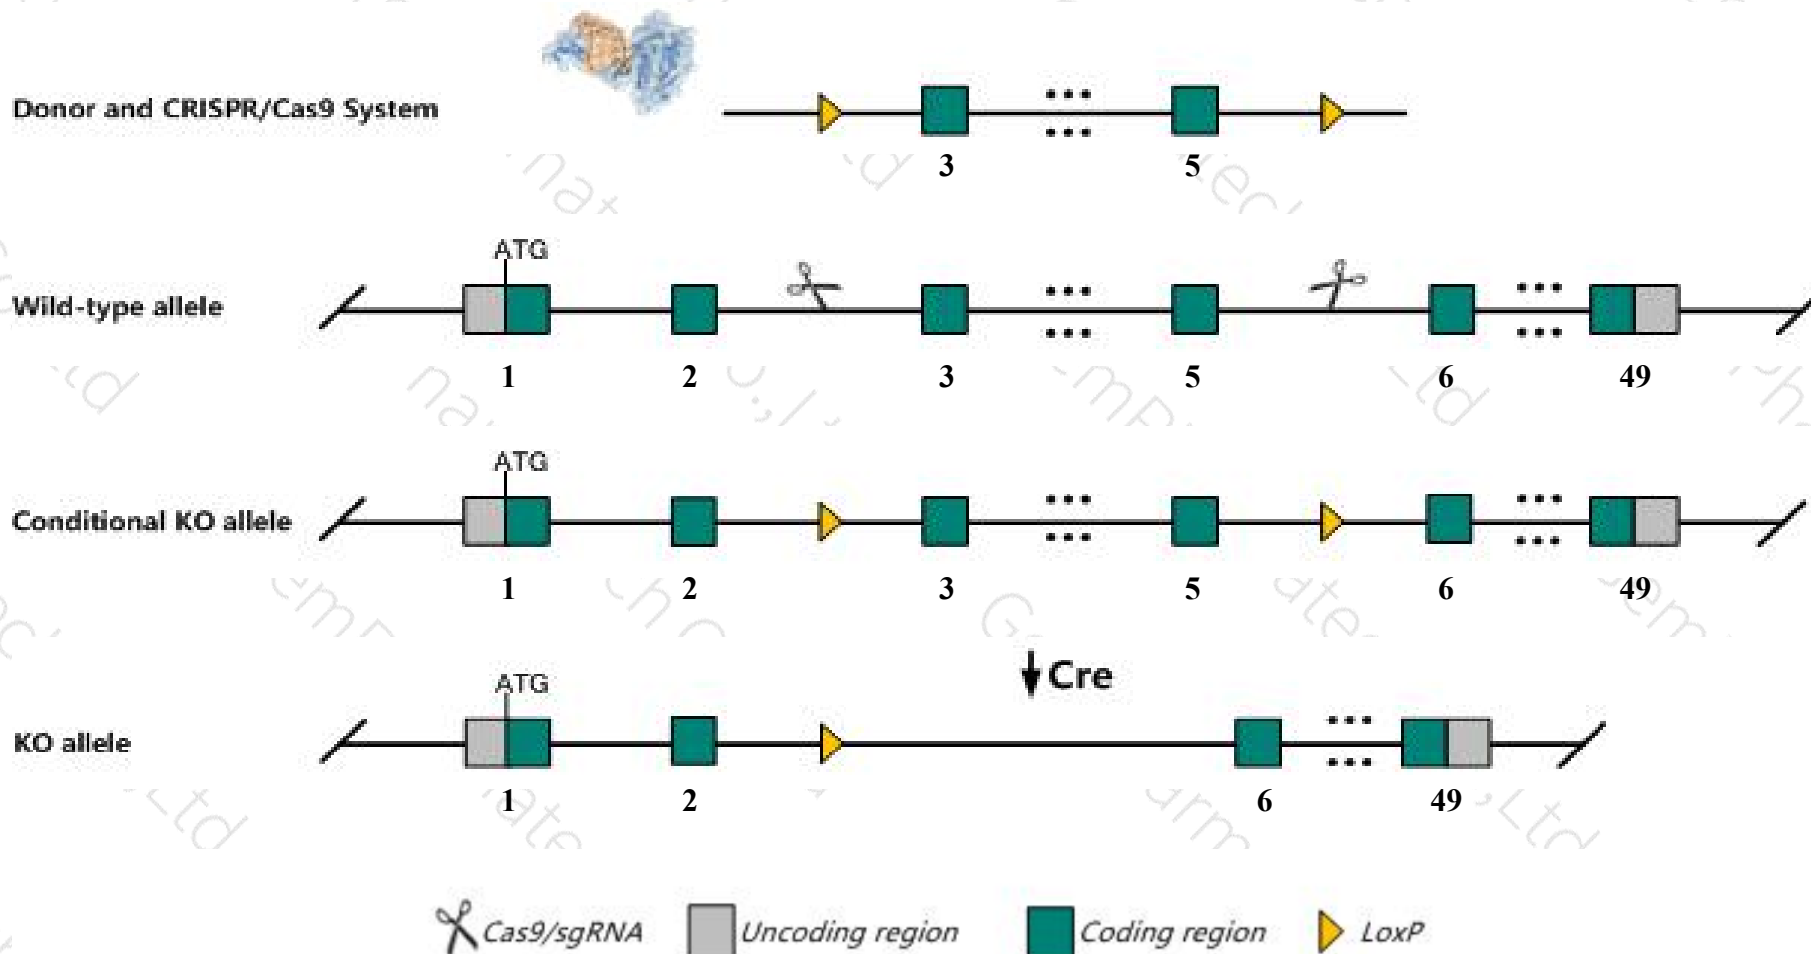 Donor and CRISPR/Cas9 System
3 5
ATG
Wild-type allele
1 2 3 5 6 49
ATG
Conditional KO allele
1 2 3 5 6 49
Cre
ATG
KO allele
1 2 6 49
Cas9/sgRNA Uncoding region Coding region LoxP